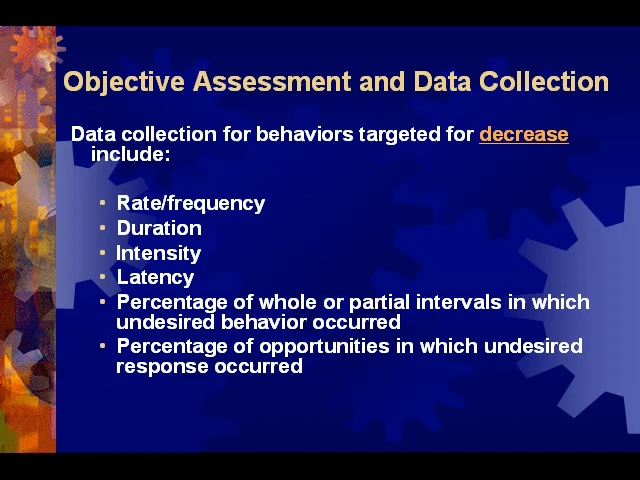 Objective Assessment and Data Collection
Data collection for behaviors targeted for decrease
include:
• Rate/frequency
• Duration
• Intensity
• Latency
• Percentage of whole or partial intervals in which
undesired behavior occurred
• Percentage of opportunities in which undesired
response occurred